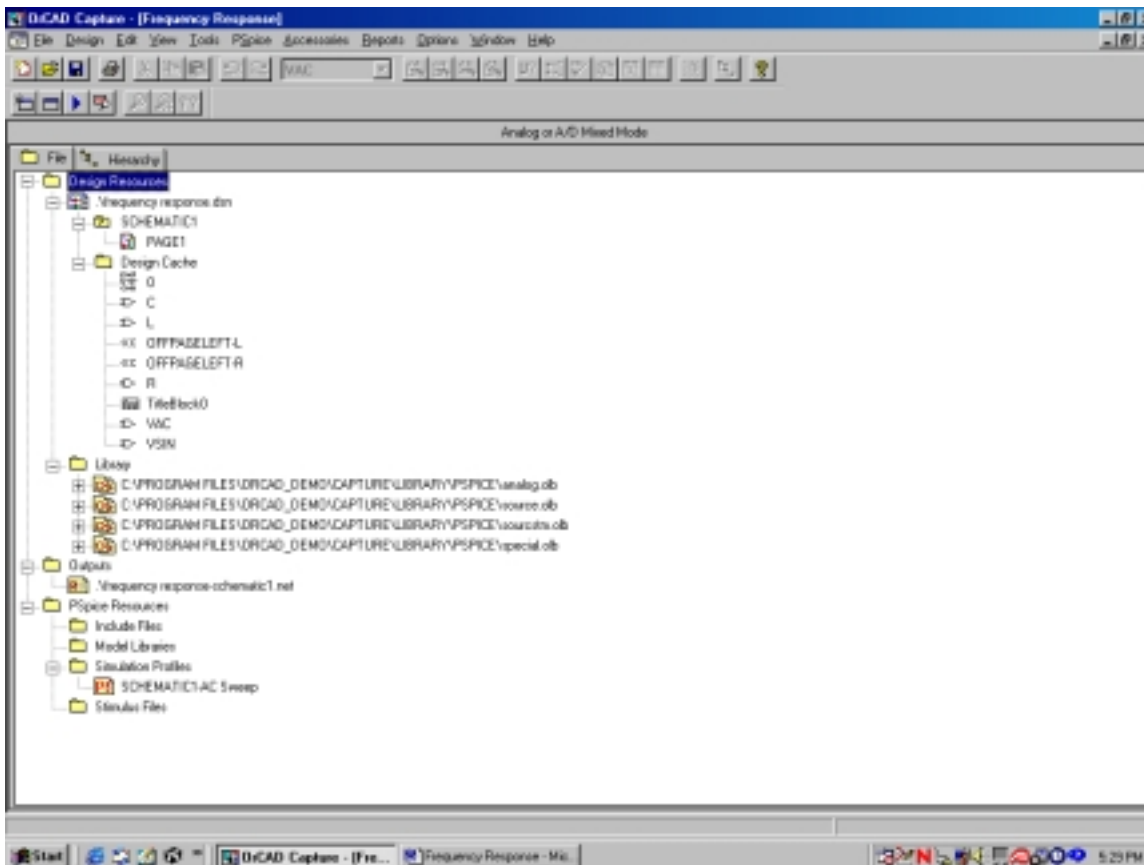 OrCAD Capture - [Frequency Response]
File Design Edit View Tools PSpice Accessories Reports Options Window Help
VAC
Analog or A/D Mixed Mode
File Hierarchy
Design Resources
.\frequency response.dsn
SCHEMATIC1
PAGE1
Design Cache
0
C
L
OFFPAGELEFT-L
OFFPAGELEFT-R
R
TitleBlock0
VAC
VSIN
Library
C:\PROGRAM FILES\ORCAD_DEMO\CAPTURE\LIBRARY\PSPICE\analog.olb
C:\PROGRAM FILES\ORCAD_DEMO\CAPTURE\LIBRARY\PSPICE\source.olb
C:\PROGRAM FILES\ORCAD_DEMO\CAPTURE\LIBRARY\PSPICE\sourcstm.olb
C:\PROGRAM FILES\ORCAD_DEMO\CAPTURE\LIBRARY\PSPICE\special.olb
Outputs
.\frequency response-schematic1.net
PSpice Resources
Include Files
Model Libraries
Simulation Profiles
SCHEMATIC1-AC Sweep
Stimulus Files
Start OrCAD Capture - [Fre... Frequency Response - Mic... 5:29 PM